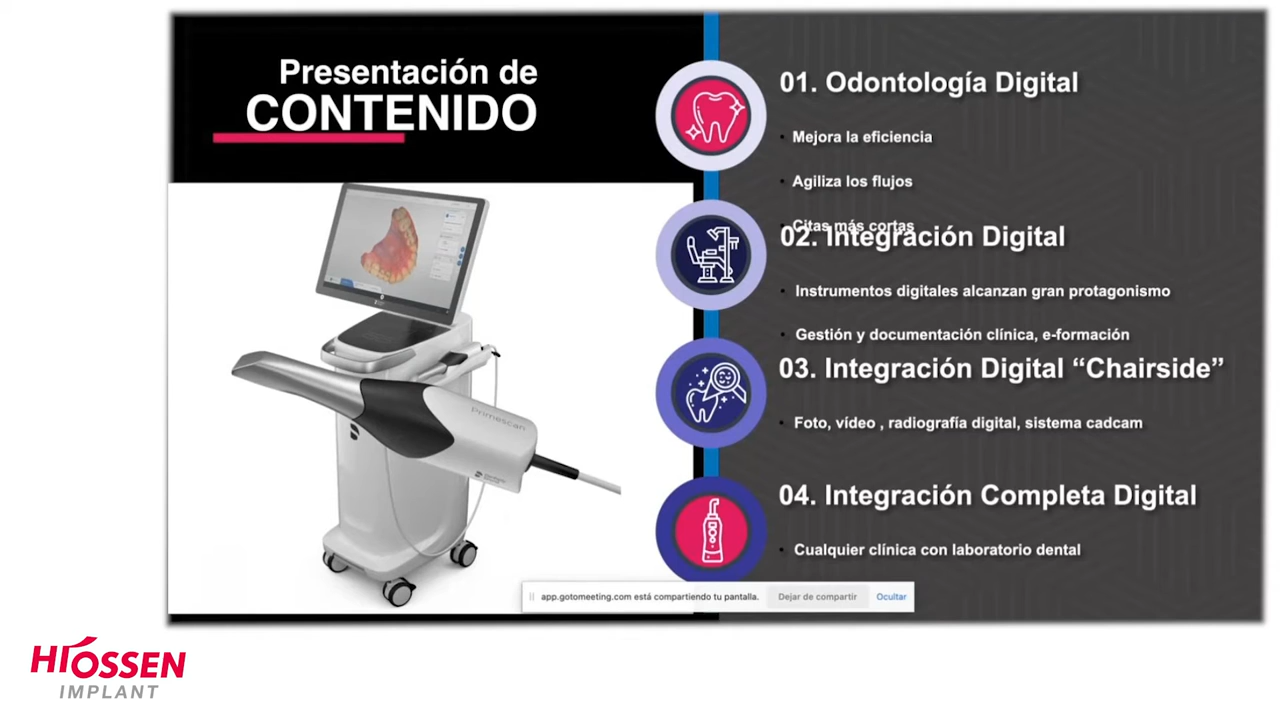 Presentación de
CONTENIDO
01. Odontología Digital
• Mejora la eficiencia
• Agiliza los flujos
• Citas más cortas
02. Integración Digital
• Instrumentos digitales alcanzan gran protagonismo
• Gestión y documentación clínica, e-formación
03. Integración Digital “Chairside”
• Foto, vídeo , radiografía digital, sistema cadcam
04. Integración Completa Digital
• Cualquier clínica con laboratorio dental
Primescan
app.gotomeeting.com está compartiendo tu pantalla. Dejar de compartir Ocultar
HIOSSEN
IMPLANT